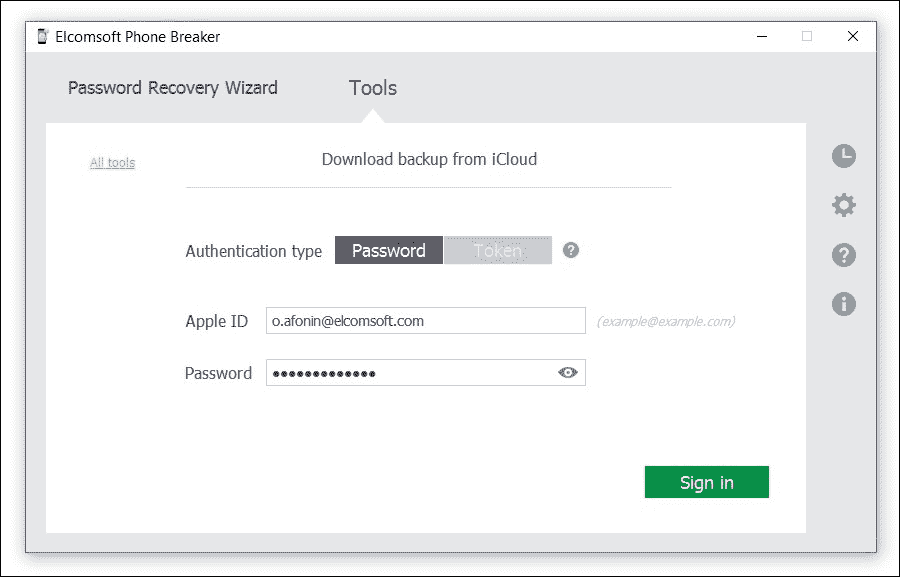 Elcomsoft Phone Breaker
Password Recovery Wizard Tools
All tools
Download backup from iCloud
Authentication type Password Token ?
Apple ID o.afonin@elcomsoft.com (example@example.com)
Password •••••••••••••
Sign in